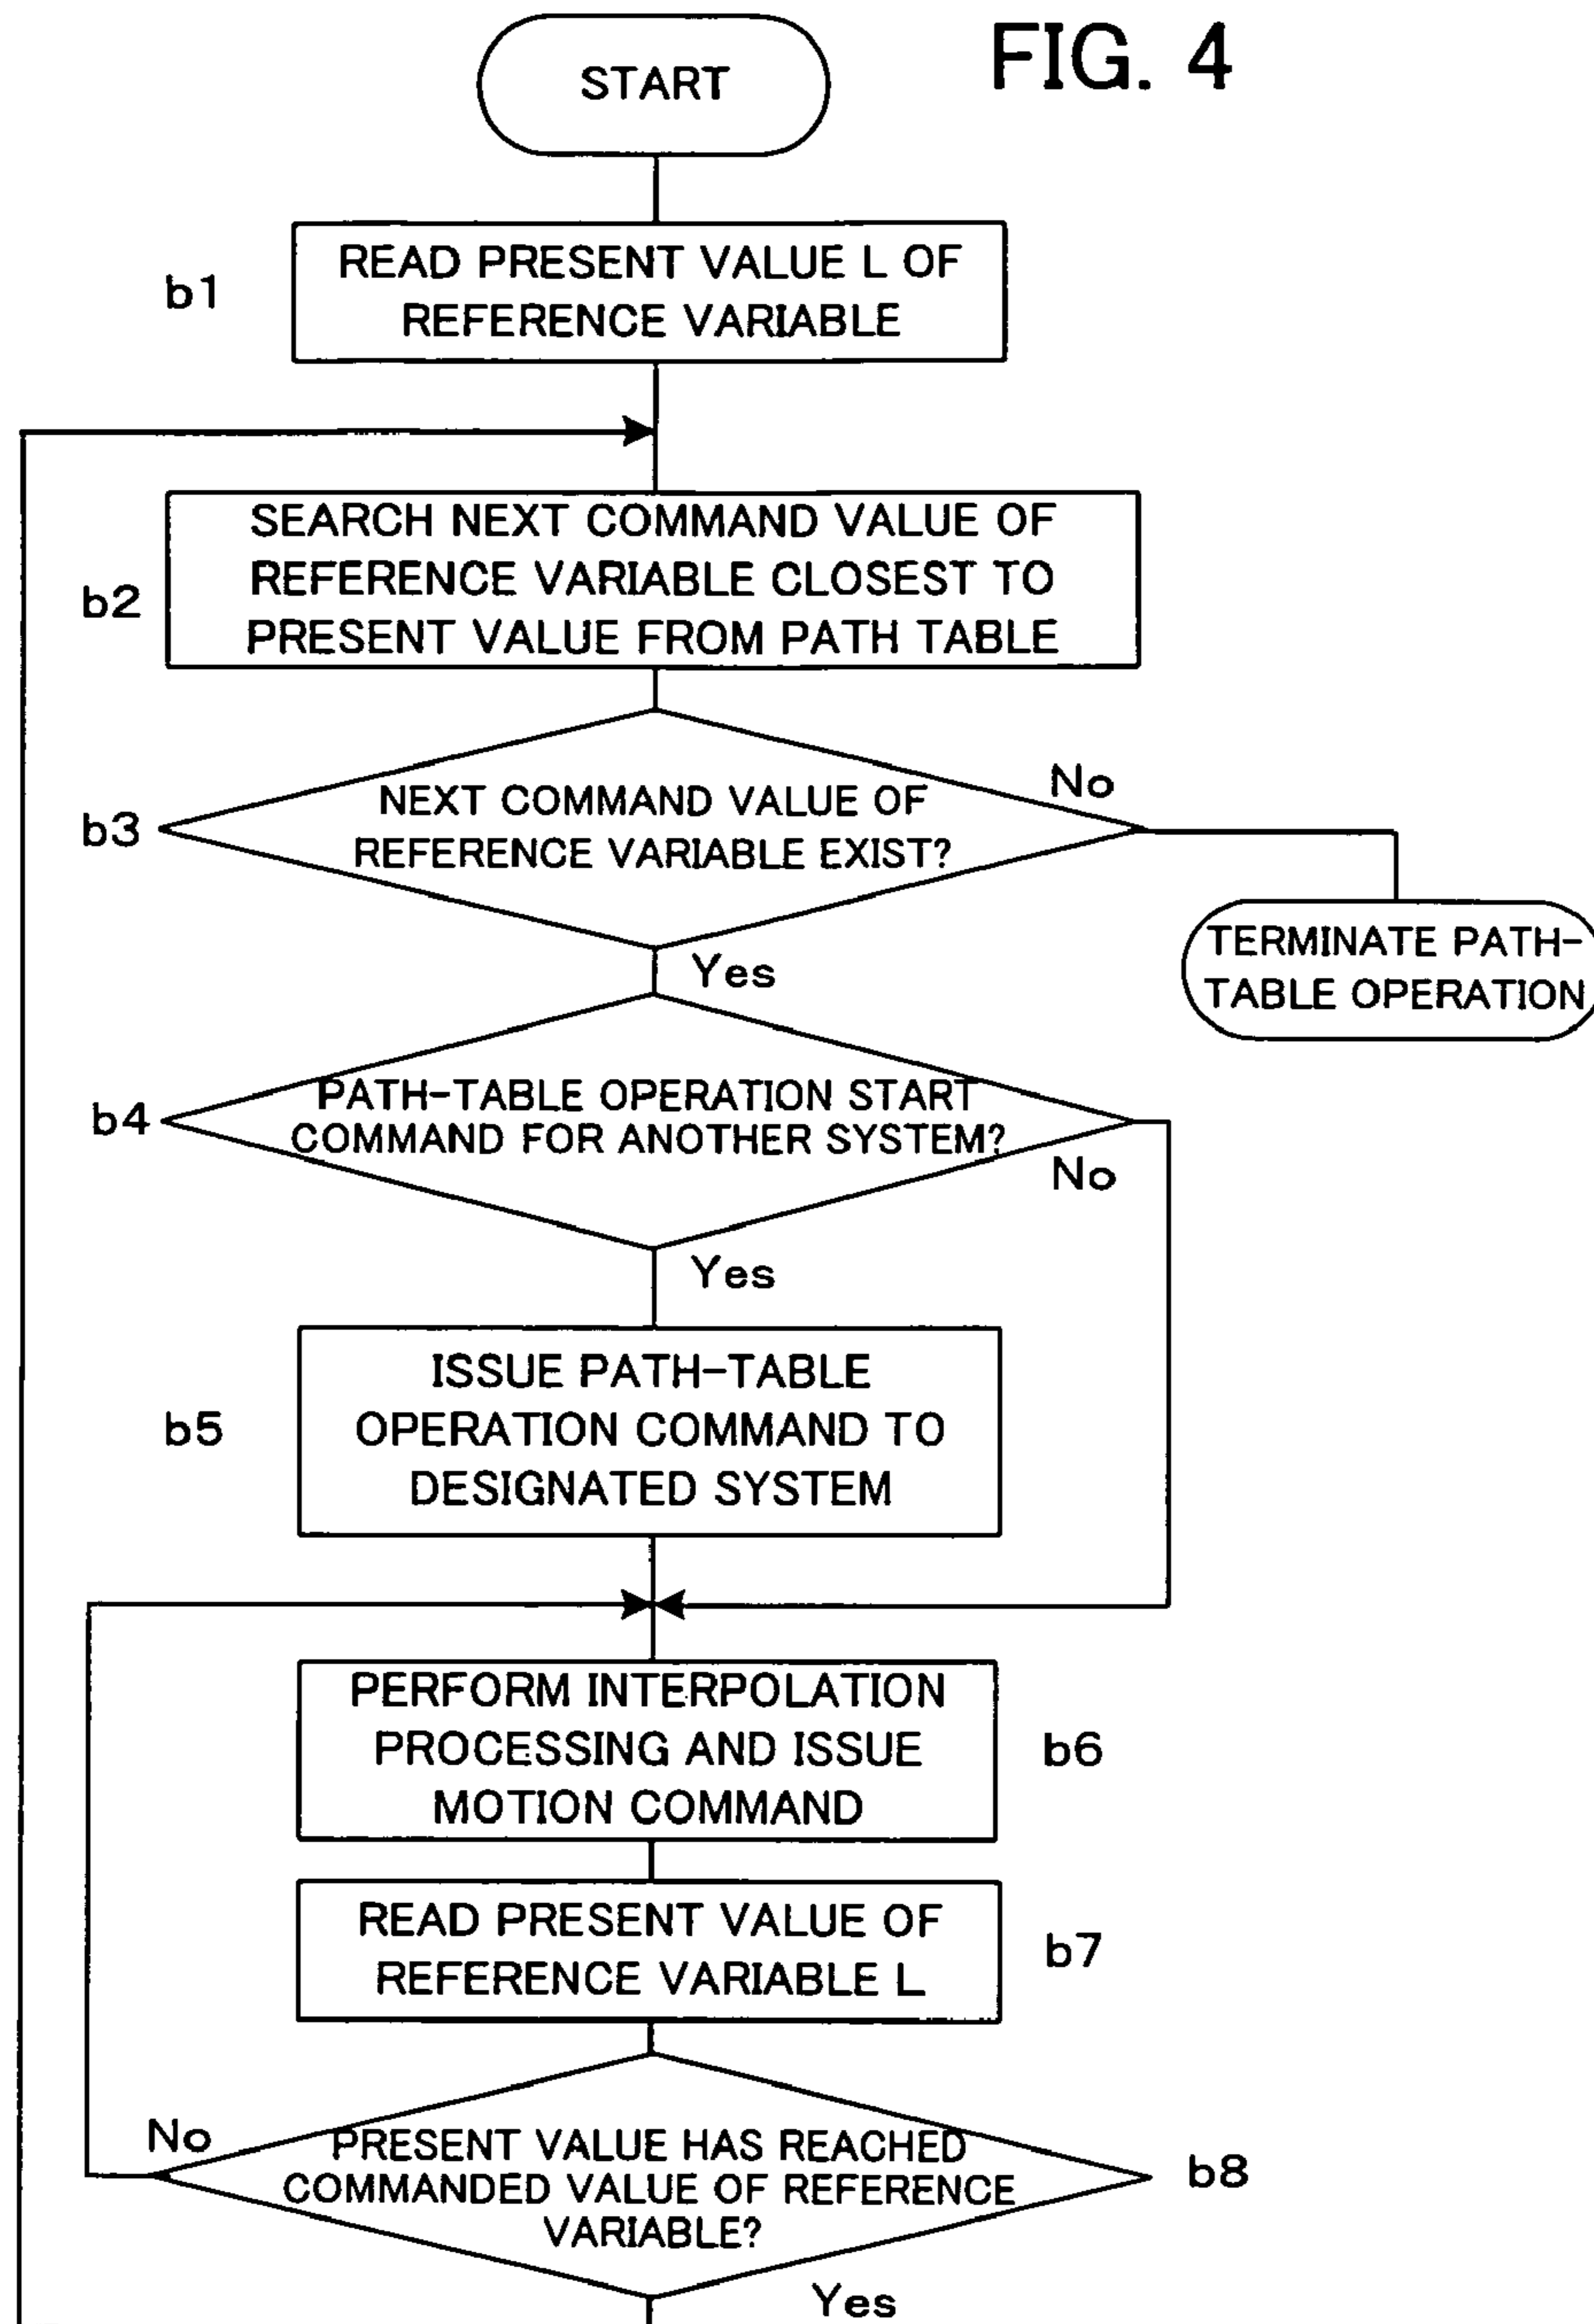 FIG. 4
START
b1
READ PRESENT VALUE L OF
REFERENCE VARIABLE
b2
SEARCH NEXT COMMAND VALUE OF
REFERENCE VARIABLE CLOSEST TO
PRESENT VALUE FROM PATH TABLE
b3
NEXT COMMAND VALUE OF
REFERENCE VARIABLE EXIST?
No
TERMINATE PATH-
TABLE OPERATION
Yes
b4
PATH-TABLE OPERATION START
COMMAND FOR ANOTHER SYSTEM?
No
Yes
b5
ISSUE PATH-TABLE
OPERATION COMMAND TO
DESIGNATED SYSTEM
PERFORM INTERPOLATION
PROCESSING AND ISSUE
MOTION COMMAND
b6
READ PRESENT VALUE OF
REFERENCE VARIABLE L
b7
No
PRESENT VALUE HAS REACHED
COMMANDED VALUE OF REFERENCE
VARIABLE?
b8
Yes